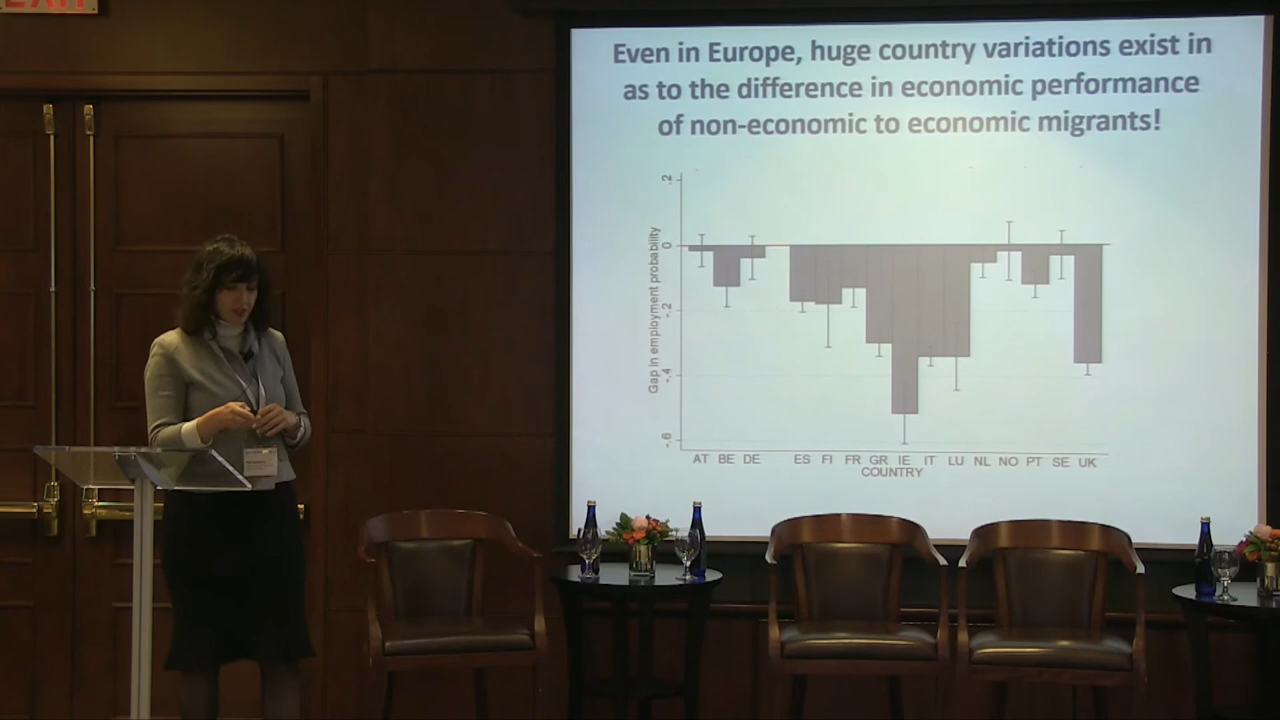 EXIT
Even in Europe, huge country variations exist in
as to the difference in economic performance
of non-economic to economic migrants!
.2
0
-.2
-.4
-.6
Gap in employment probability
AT BE DE ES FI FR GR IE IT LU NL NO PT SE UK
COUNTRY